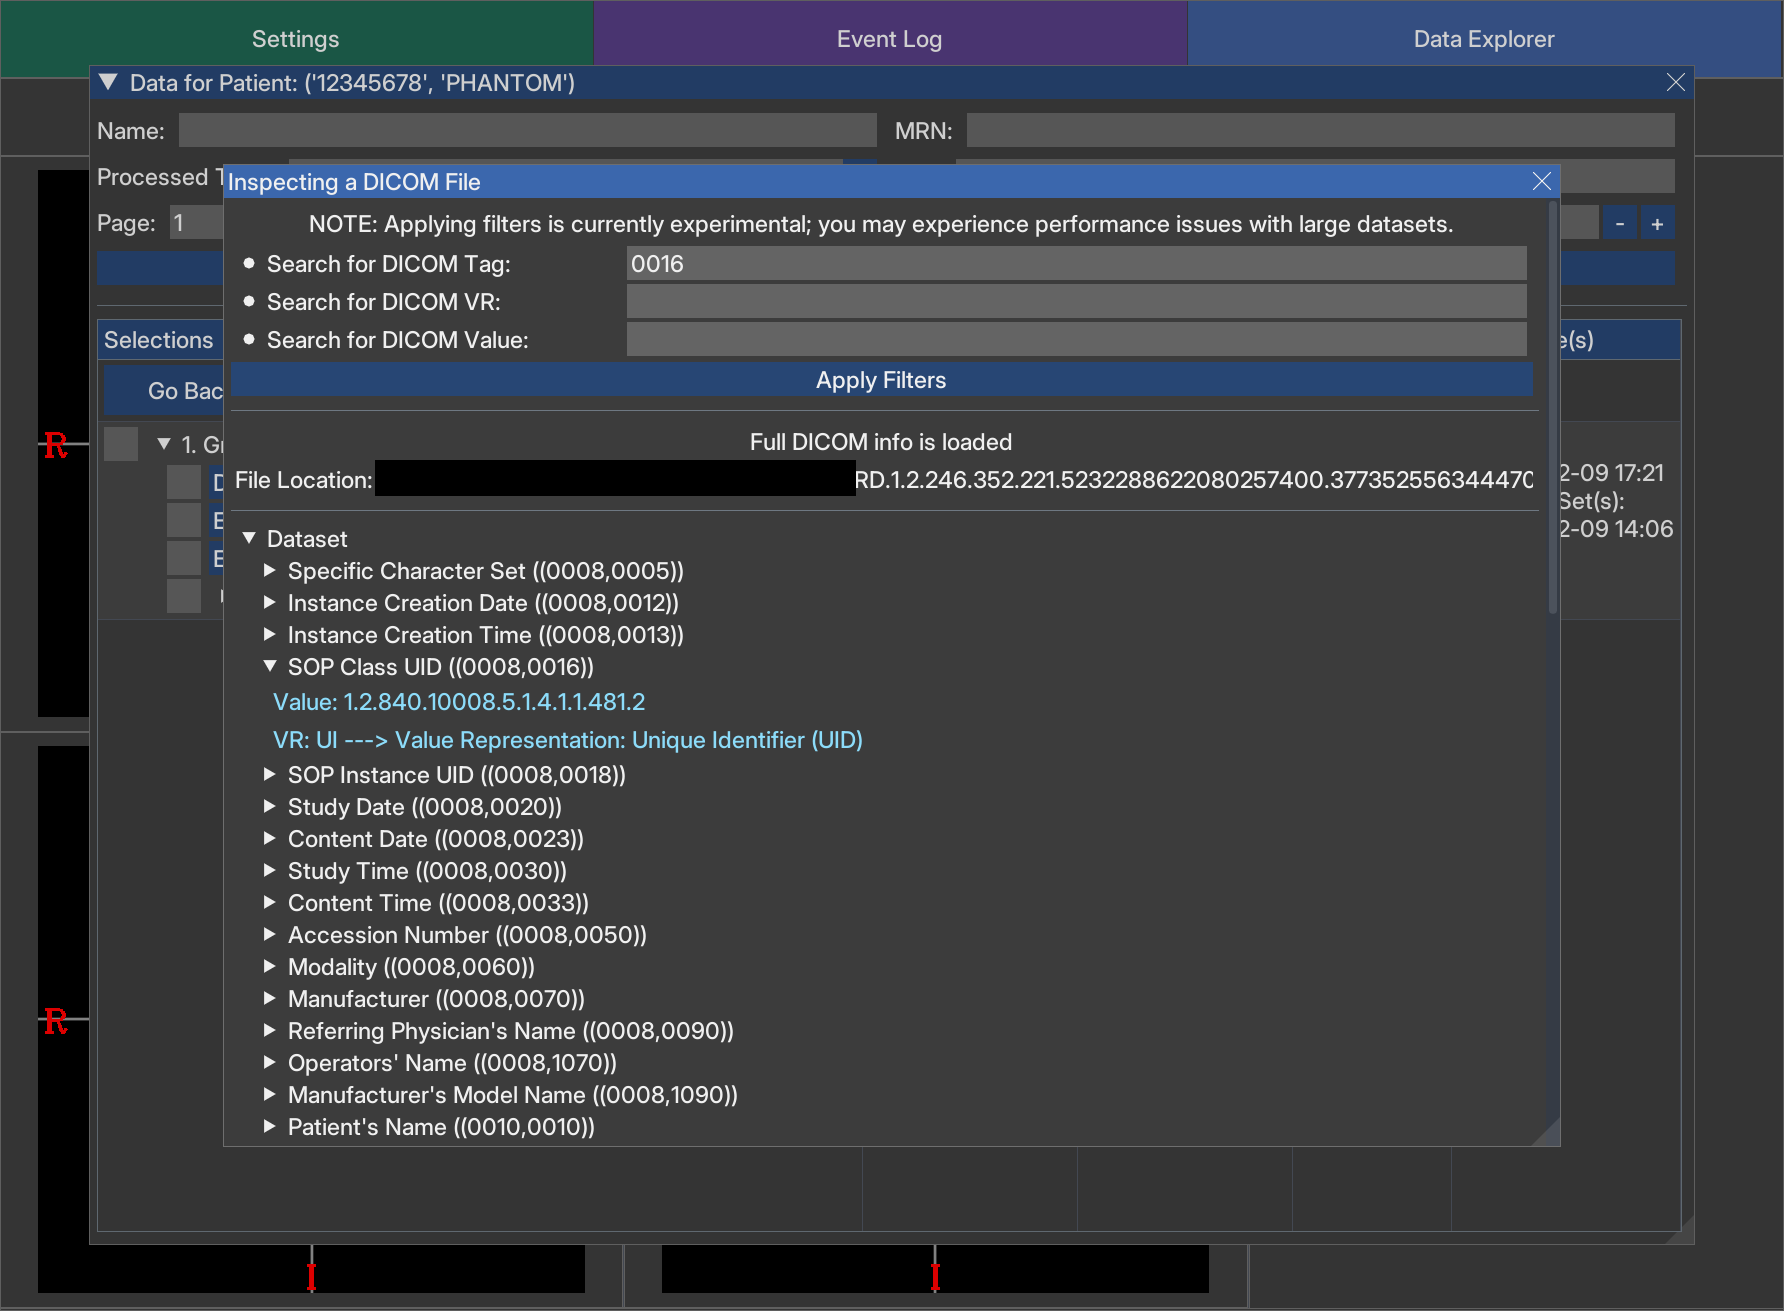 Settings
Event Log
Data Explorer
Data for Patient: ('12345678', 'PHANTOM')
Name:
MRN:
Processed
Inspecting a DICOM File
NOTE: Applying filters is currently experimental; you may experience performance issues with large datasets.
Page: 1
- +
Search for DICOM Tag: 0016
Search for DICOM VR:
Search for DICOM Value:
Selections
Apply Filters
Go
Full DICOM info is loaded
R
1.
File Location: RD.1.2.246.352.221.5232288622080257400.377352556344470
17:21
Set(s):
14:06
Dataset
Specific Character Set ((0008,0005))
Instance Creation Date ((0008,0012))
Instance Creation Time ((0008,0013))
SOP Class UID ((0008,0016))
Value: 1.2.840.10008.5.1.4.1.1.481.2
VR: UI ---> Value Representation: Unique Identifier (UID)
SOP Instance UID ((0008,0018))
Study Date ((0008,0020))
Content Date ((0008,0023))
Study Time ((0008,0030))
Content Time ((0008,0033))
Accession Number ((0008,0050))
Modality ((0008,0060))
Manufacturer ((0008,0070))
R
Referring Physician's Name ((0008,0090))
Operators' Name ((0008,1070))
Manufacturer's Model Name ((0008,1090))
Patient's Name ((0010,0010))
I
I